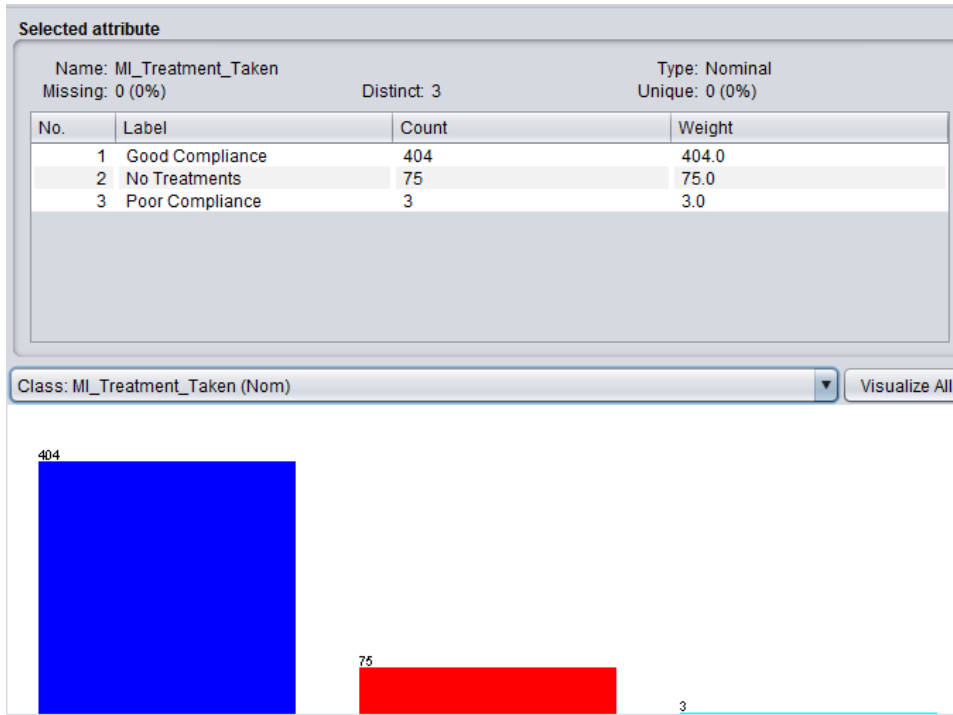 Selected attribute
Name: MI_Treatment_Taken Type: Nominal
Missing: 0 (0%) Distinct: 3 Unique: 0 (0%)
No. Label Count Weight
1 Good Compliance 404 404.0
2 No Treatments 75 75.0
3 Poor Compliance 3 3.0
Class: MI_Treatment_Taken (Nom) Visualize All
404
75
3